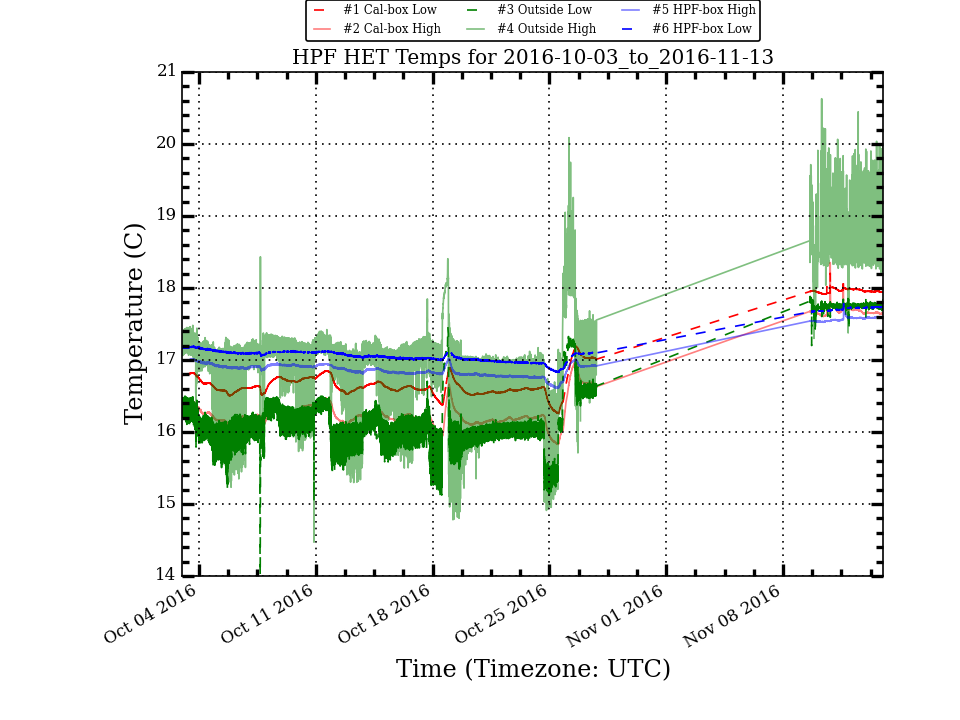 #1 Cal-box Low #3 Outside Low #5 HPF-box High
#2 Cal-box High #4 Outside High #6 HPF-box Low
HPF HET Temps for 2016-10-03_to_2016-11-13
21
20
19
18
17
16
15
14
Temperature (C)
Oct 04 2016 Oct 11 2016 Oct 18 2016 Oct 25 2016 Nov 01 2016 Nov 08 2016
Time (Timezone: UTC)